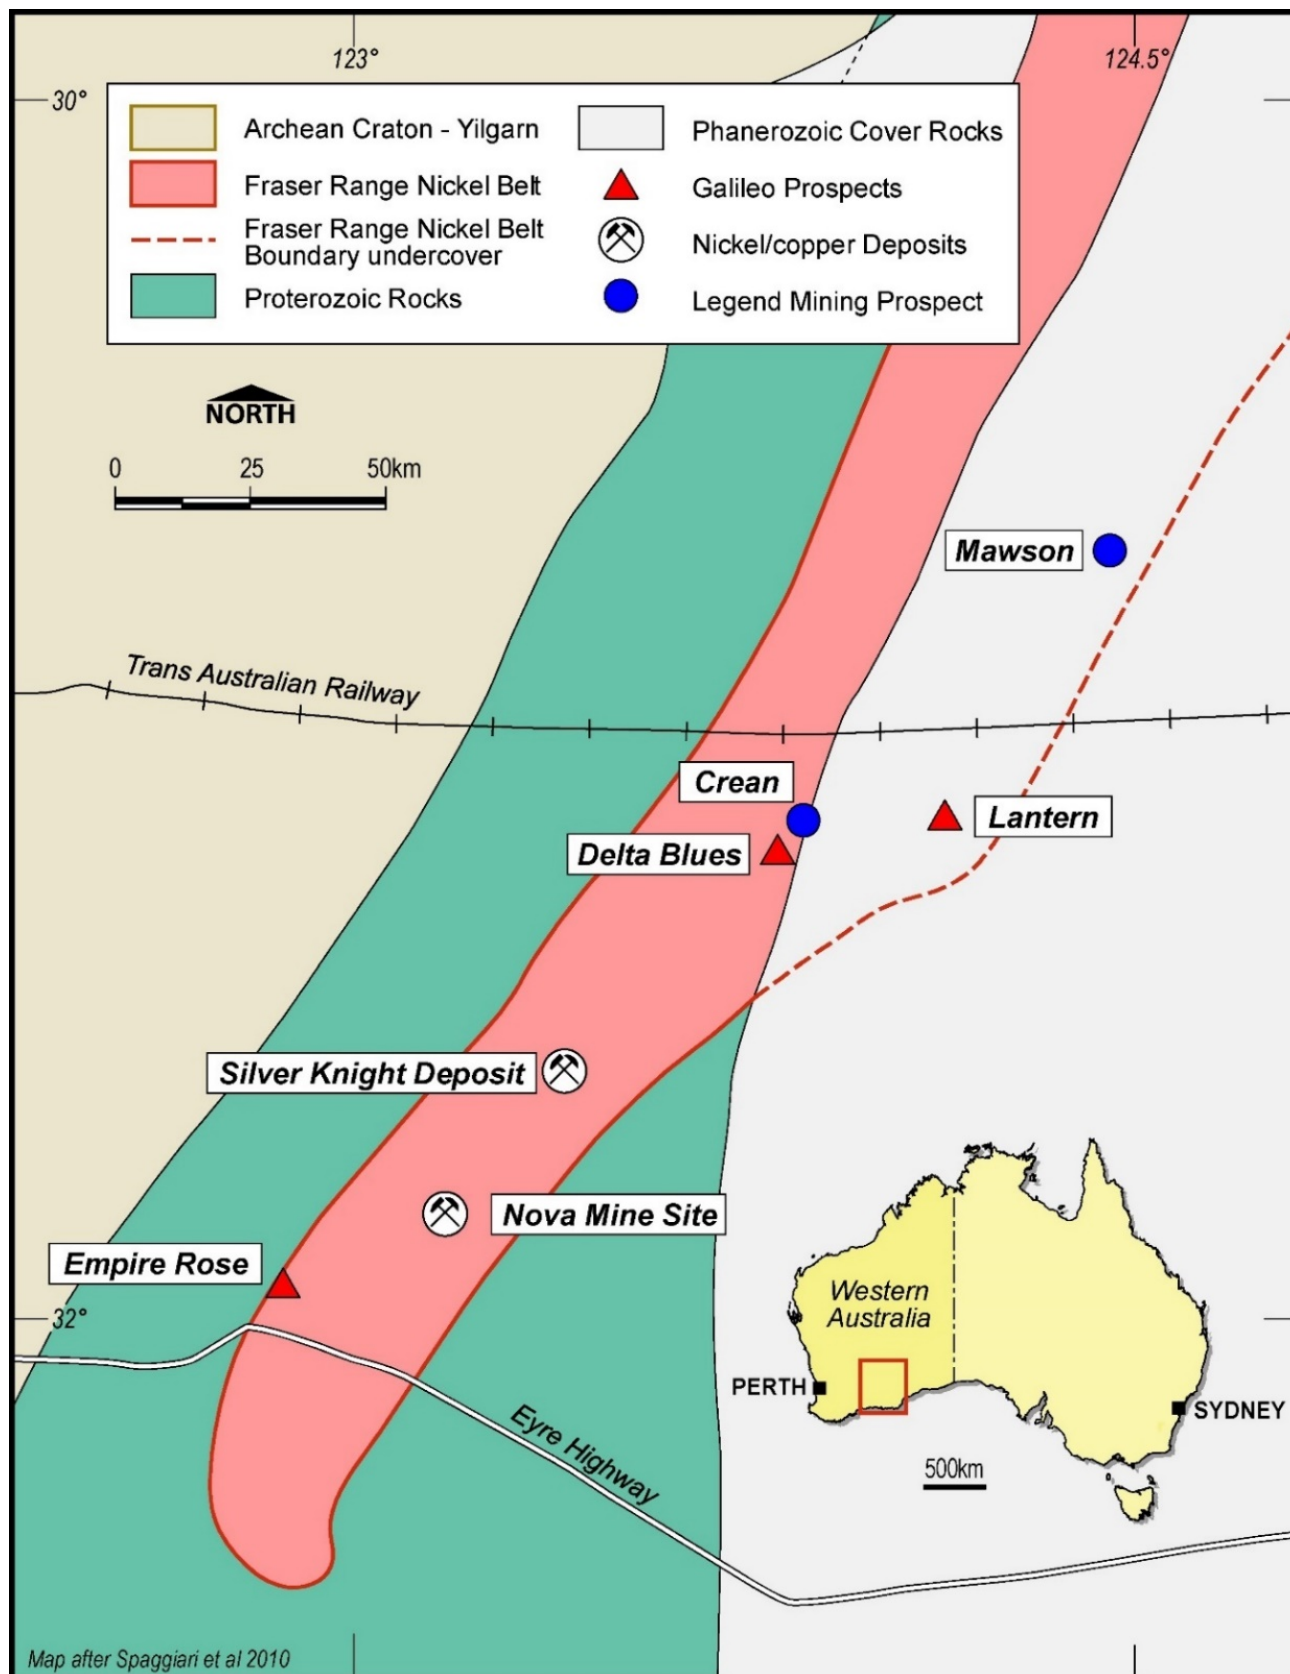 123°
124.5°
30°
Archean Craton - Yilgarn
Fraser Range Nickel Belt
Fraser Range Nickel Belt
Boundary undercover
Proterozoic Rocks
Phanerozoic Cover Rocks
Galileo Prospects
Nickel/copper Deposits
Legend Mining Prospect
NORTH
0 25 50km
Mawson
Trans Australian Railway
Crean
Lantern
Delta Blues
Silver Knight Deposit
Nova Mine Site
Empire Rose
32°
Western
Australia
PERTH
SYDNEY
500km
Eyre Highway
Map after Spaggiari et al 2010